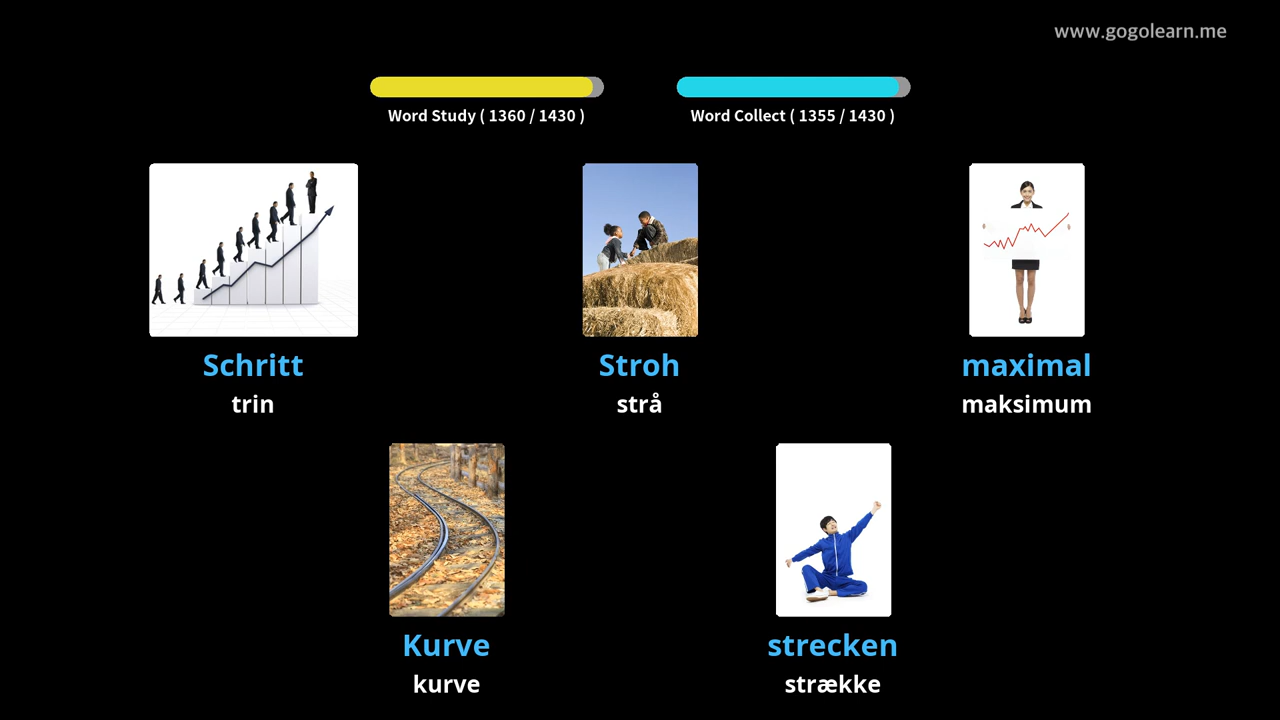 www.gogolearn.me
Word Study ( 1360 / 1430 )
Word Collect ( 1355 / 1430 )
Schritt
trin
Stroh
strå
maximal
maksimum
Kurve
kurve
strecken
strække